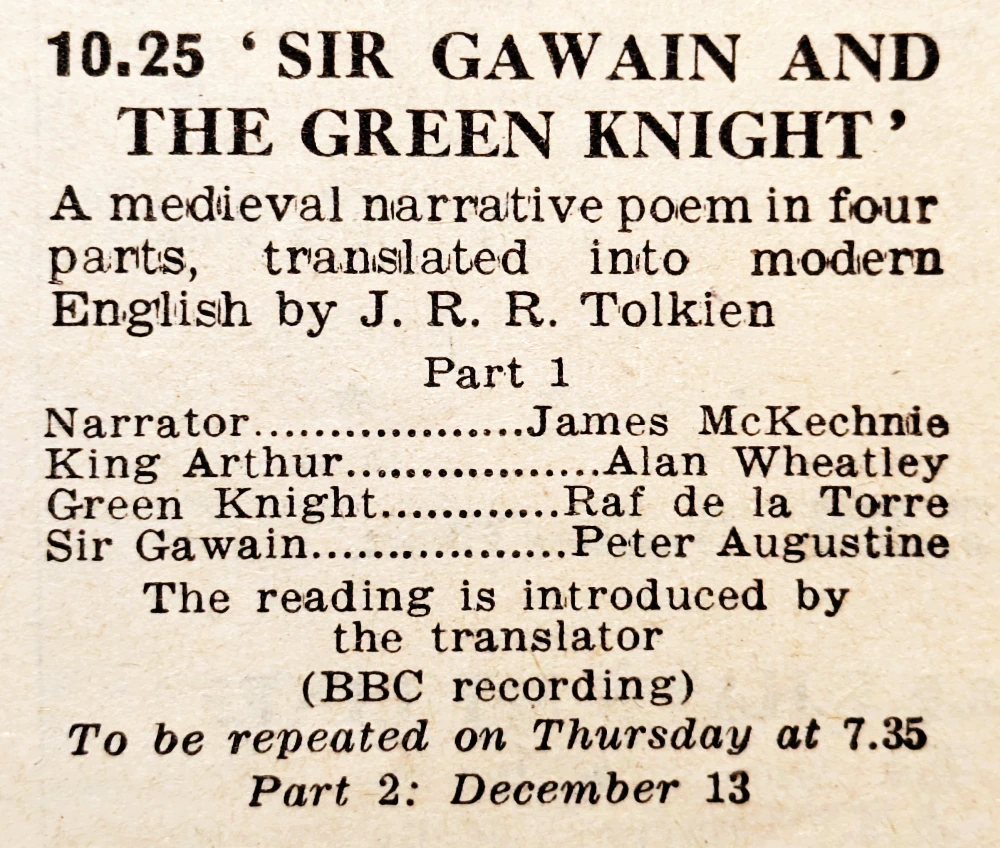 10.25 ‘SIR GAWAIN AND
THE GREEN KNIGHT’
A medieval narrative poem in four
parts, translated into modern
English by J. R. R. Tolkien
Part 1
Narrator..................James McKechnie
King Arthur.................Alan Wheatley
Green Knight............Raf de la Torre
Sir Gawain.................Peter Augustine
The reading is introduced by
the translator
(BBC recording)
To be repeated on Thursday at 7.35
Part 2: December 13